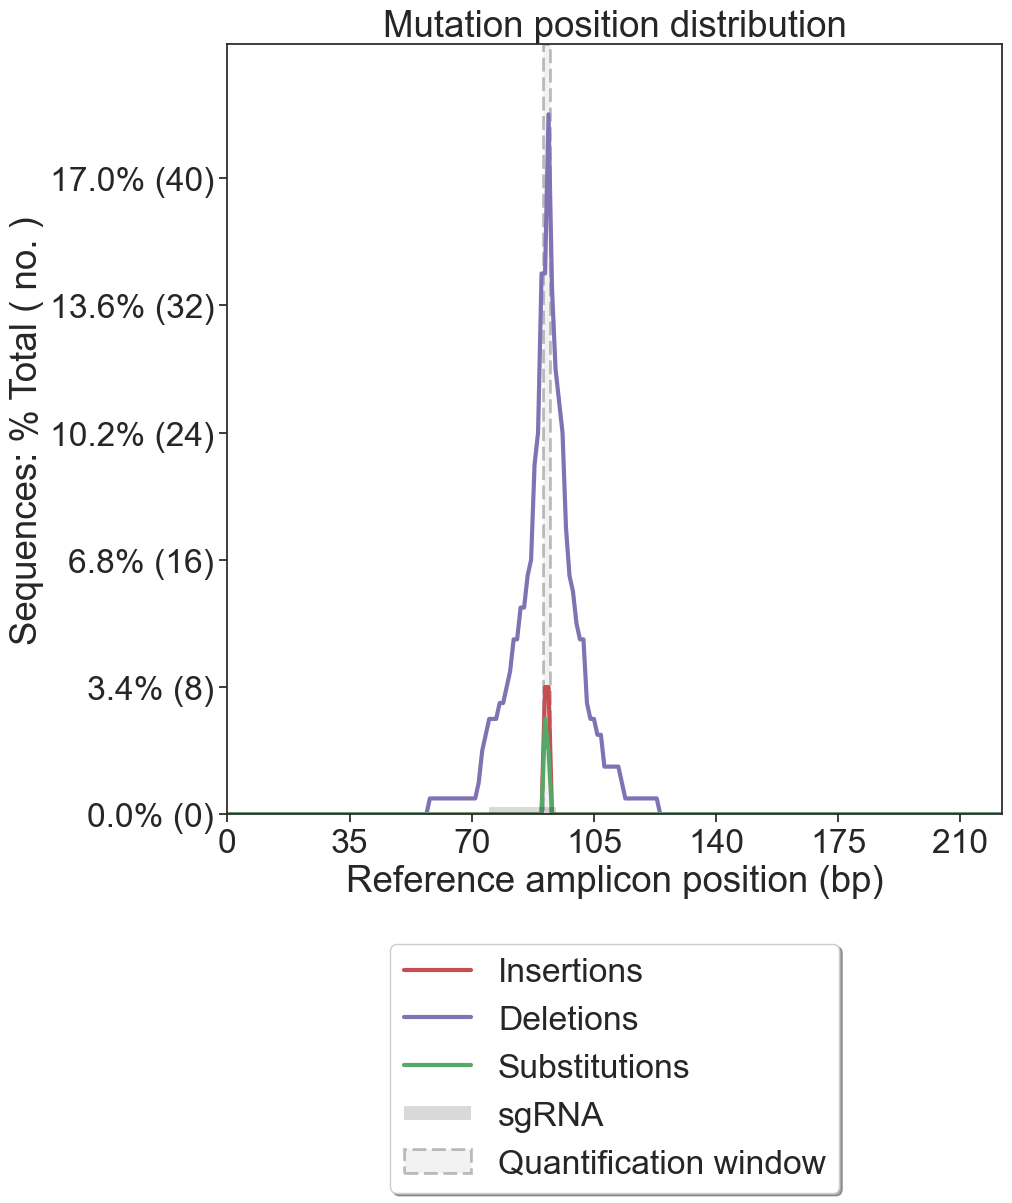 Mutation position distribution
Sequences: % Total ( no. )
17.0% (40)
13.6% (32)
10.2% (24)
6.8% (16)
3.4% (8)
0.0% (0)
0 35 70 105 140 175 210
Reference amplicon position (bp)
Insertions
Deletions
Substitutions
sgRNA
Quantification window